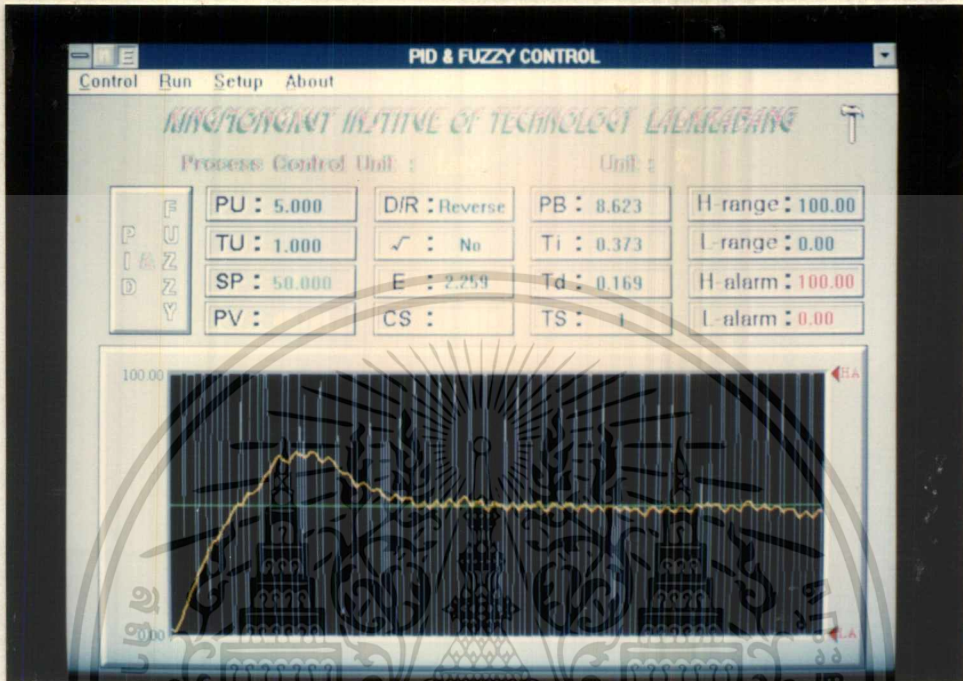 PID & FUZZY CONTROL
Control Run Setup About
KINGMONGKUT INSTITUE OF TECHNOLOGY LADKRABANG
Process Control Unit : Unit :
PID & FUZZY
PU : 5.000 D/R : Reverse PB : 8.623 H-range : 100.00
TU : 1.000 √ : No Ti : 0.373 L-range : 0.00
SP : 50.000 E : 2.259 Td : 0.169 H-alarm : 100.00
PV : CS : TS : 1 L-alarm : 0.00
100.00 HA
0.00 LA